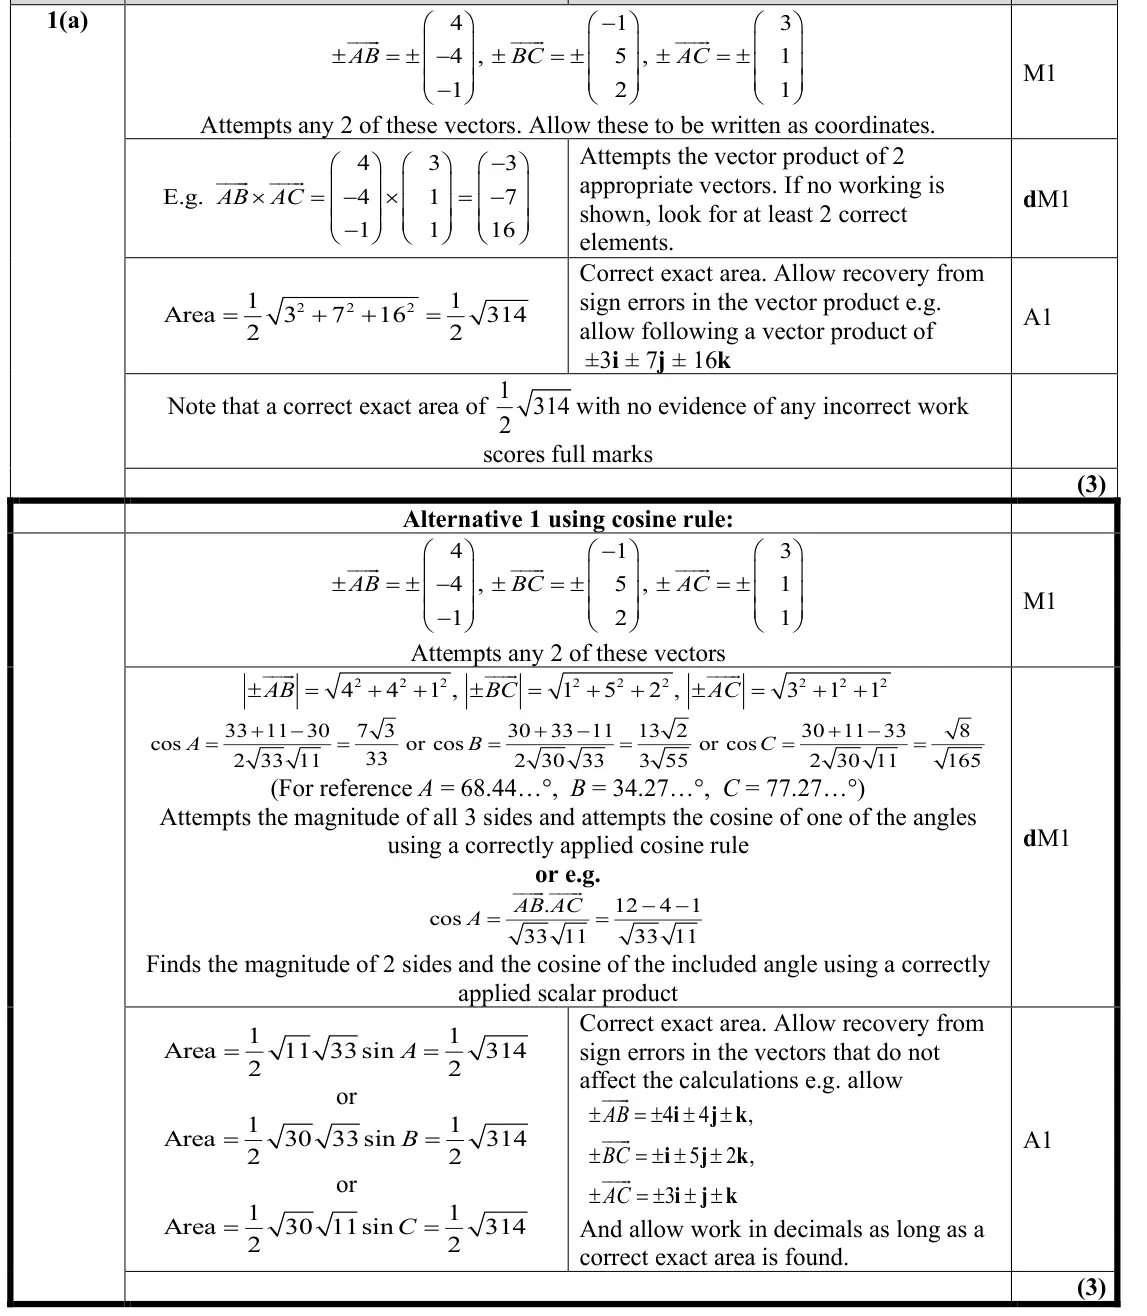 1(a)
±AB = ±(4, −4, −1), ±BC = ±(−1, 5, 2), ±AC = ±(3, 1, 1)
M1
Attempts any 2 of these vectors. Allow these to be written as coordinates.
E.g. AB × AC = (4, −4, −1) × (3, 1, 1) = (−3, −7, 16)
Attempts the vector product of 2
appropriate vectors. If no working is
shown, look for at least 2 correct
elements.
dM1
Area = 1/2 √(3² + 7² + 16²) = 1/2 √314
Correct exact area. Allow recovery from
sign errors in the vector product e.g.
allow following a vector product of
±3i ± 7j ± 16k
A1
Note that a correct exact area of 1/2 √314 with no evidence of any incorrect work
scores full marks
(3)
Alternative 1 using cosine rule:
±AB = ±(4, −4, −1), ±BC = ±(−1, 5, 2), ±AC = ±(3, 1, 1)
M1
Attempts any 2 of these vectors
|±AB| = √(4² + 4² + 1²), |±BC| = √(1² + 5² + 2²), |±AC| = √(3² + 1² + 1²)
cos A = (33 + 11 − 30)/(2√33√11) = 7√3/33 or cos B = (30 + 33 − 11)/(2√30√33) = 13√2/(3√55) or cos C = (30 + 11 − 33)/(2√30√11) = √8/√165
(For reference A = 68.44…°, B = 34.27…°, C = 77.27…°)
Attempts the magnitude of all 3 sides and attempts the cosine of one of the angles
using a correctly applied cosine rule
dM1
or e.g.
cos A = AB.AC/(√33√11) = (12 − 4 − 1)/(√33√11)
Finds the magnitude of 2 sides and the cosine of the included angle using a correctly
applied scalar product
Area = 1/2 √11√33 sin A = 1/2 √314
or
Area = 1/2 √30√33 sin B = 1/2 √314
or
Area = 1/2 √30√11 sin C = 1/2 √314
Correct exact area. Allow recovery from
sign errors in the vectors that do not
affect the calculations e.g. allow
±AB = ±4i ± 4j ± k,
±BC = ±i ± 5j ± 2k,
±AC = ±3i ± j ± k
And allow work in decimals as long as a
correct exact area is found.
A1
(3)